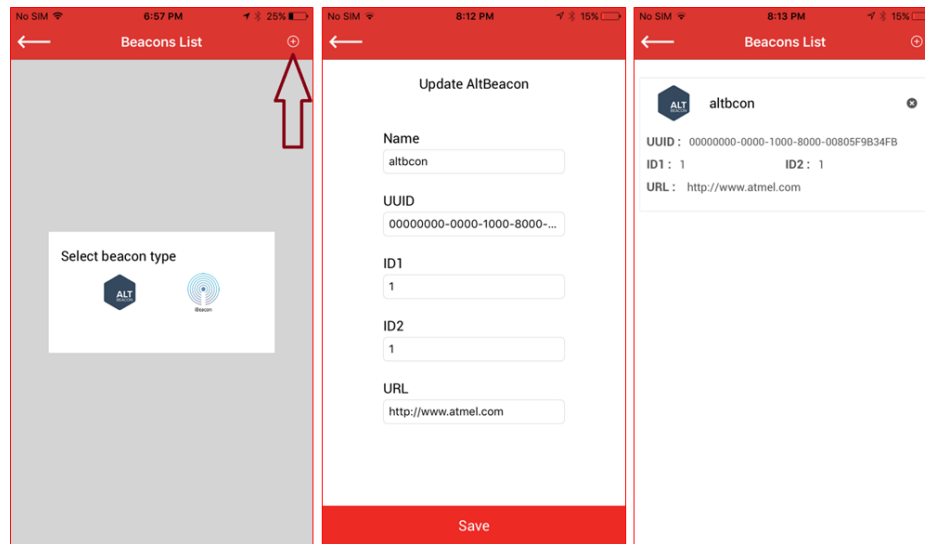 No SIM 6:57 PM 25%
Beacons List
Select beacon type
ALT
BEACON
iBeacon
No SIM 8:12 PM 15%
Update AltBeacon
Name
altbcon
UUID
00000000-0000-1000-8000-...
ID1
1
ID2
1
URL
http://www.atmel.com
Save
No SIM 8:13 PM 15%
Beacons List
ALT
BEACON
altbcon
UUID : 00000000-0000-1000-8000-00805F9B34FB
ID1 : 1 ID2 : 1
URL : http://www.atmel.com